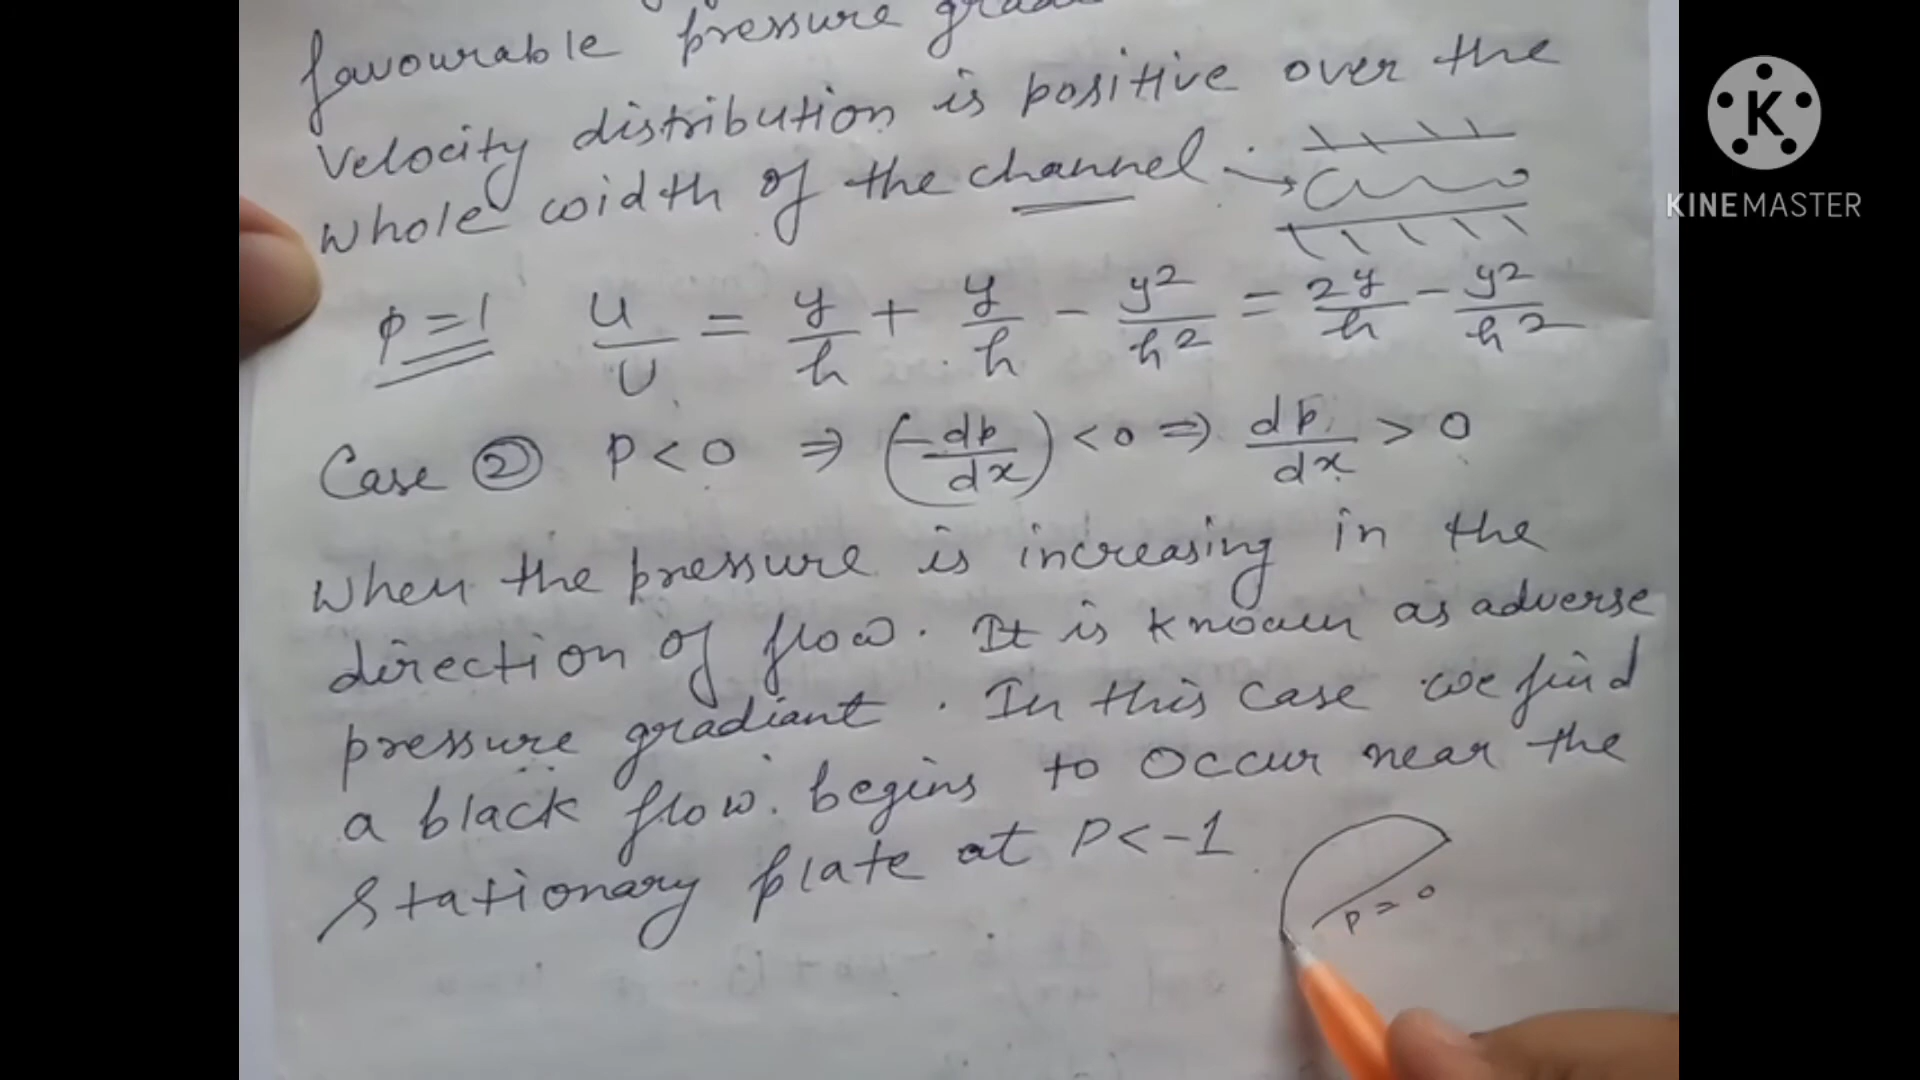 favourable pressure
velocity distribution is positive over the
whole width of the channel.
p=1 u/U = y/h + y/h - y²/h² = 2y/h - y²/h²
Case ② P<0 ⇒ (-dp/dx) <0 ⇒ dp/dx > 0
When the pressure is increasing in the
direction of flow. It is known as adverse
pressure gradiant. In this case we find
a black flow. begins to occur near the
stationary plate at P<-1
P=0
K
KINEMASTER